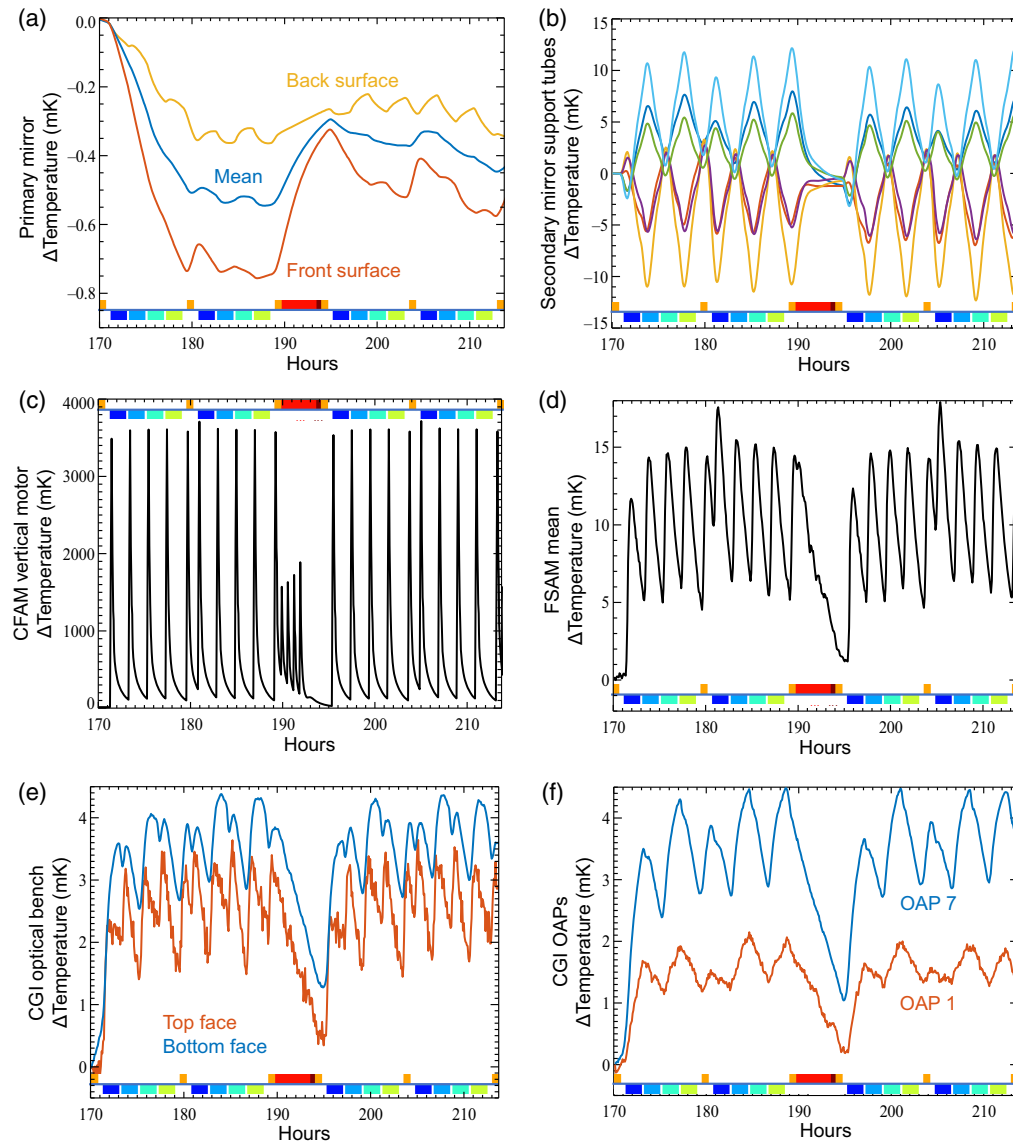 (a)
Primary mirror
ΔTemperature (mK)
0.0
−0.2
−0.4
−0.6
−0.8
Back surface
Mean
Front surface
170 180 190 200 210
Hours
(b)
Secondary mirror support tubes
ΔTemperature (mK)
15
10
5
0
−5
−10
−15
170 180 190 200 210
Hours
(c)
CFAM vertical motor
ΔTemperature (mK)
4000
3000
2000
1000
0
170 180 190 200 210
Hours
(d)
FSAM mean
ΔTemperature (mK)
15
10
5
0
170 180 190 200 210
Hours
(e)
CGI optical bench
ΔTemperature (mK)
4
3
2
1
0
Top face
Bottom face
170 180 190 200 210
Hours
(f)
CGI OAPs
ΔTemperature (mK)
4
3
2
1
0
OAP 7
OAP 1
170 180 190 200 210
Hours